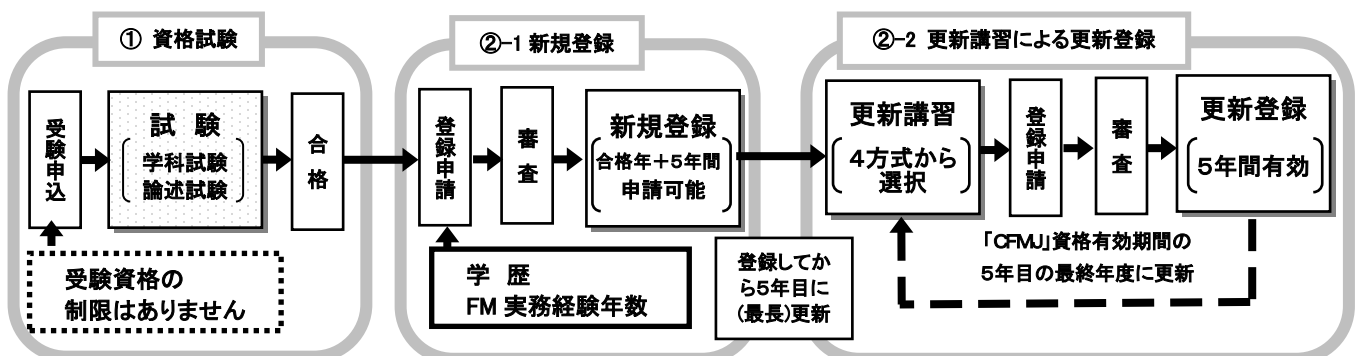 ① 資格試験
受験申込
試 験
学科試験
論述試験
合格
受験資格の
制限はありません
②-1 新規登録
登録申請
審査
新規登録
合格年+5年間
申請可能
学 歴
FM 実務経験年数
登録してか
ら5年目に
(最長)更新
②-2 更新講習による更新登録
更新講習
4方式から
選択
登録申請
審査
更新登録
5年間有効
「CFMJ」資格有効期間の
5年目の最終年度に更新